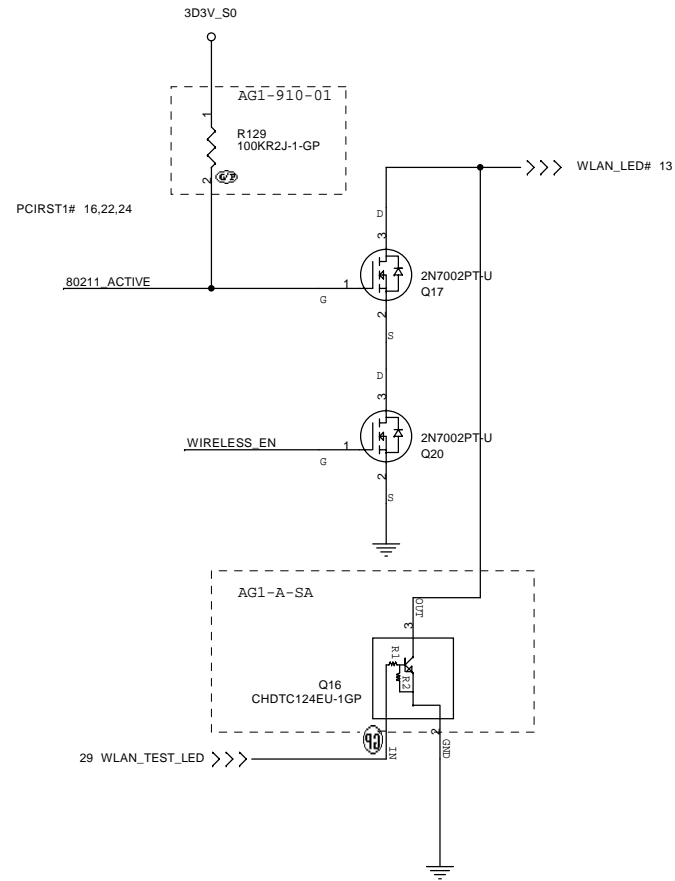 3D3V_S0
AG1-910-01
1
R129
100KR2J-1-GP
2
G/P
WLAN_LED# 13
PCIRST1# 16,22,24
D
3
80211_ACTIVE
1
G
2N7002PT-U
Q17
2
S
D
3
WIRELESS_EN
1
G
2N7002PT-U
Q20
2
S
AG1-A-SA
OUT
3
R1
R2
Q16
CHDTC124EU-1GP
GP
IN
2
GND
29 WLAN_TEST_LED